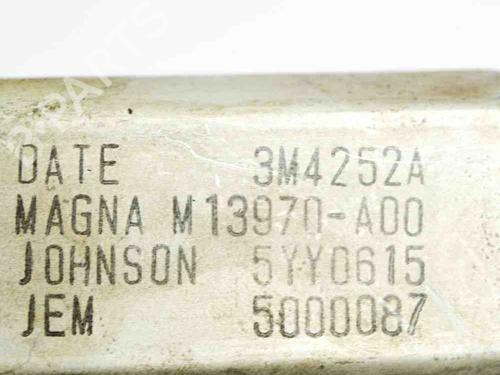 DATE 3M4252A
MAGNA M13970-A00
JOHNSON 5YY0615
JEM 5000087